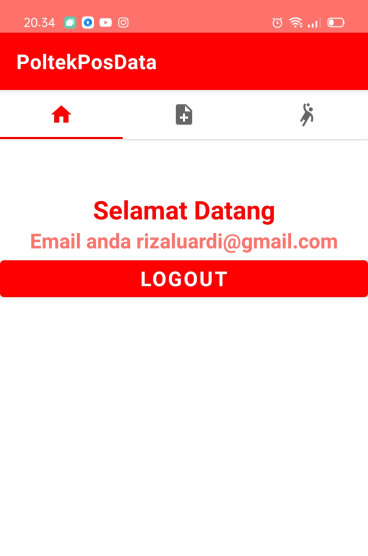 20.34
PoltekPosData
Selamat Datang
Email anda rizaluardi@gmail.com
LOGOUT